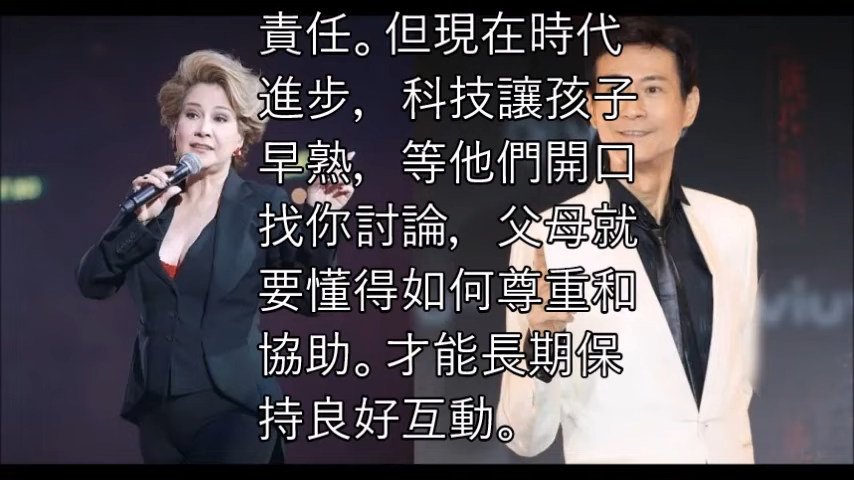 責任。但現在時代
進步，科技讓孩子
早熟，等他們開口
找你討論，父母就
要懂得如何尊重和
協助。才能長期保
持良好互動。
viu